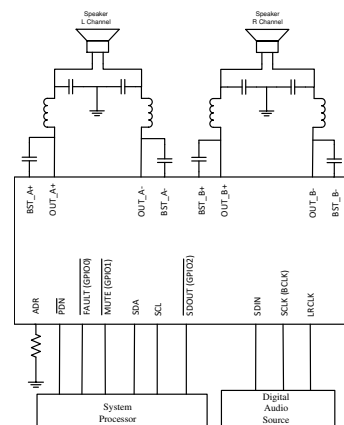 Speaker
L Channel
Speaker
R Channel
BST_A+
OUT_A+
OUT_A-
BST_A-
BST_B+
OUT_B+
OUT_B-
BST_B-
ADR
PDN
FAULT (GPIO0)
MUTE (GPIO1)
SDA
SCL
SDOUT (GPIO2)
SDIN
SCLK (BCLK)
LRCLK
System
Processor
Digital
Audio
Source